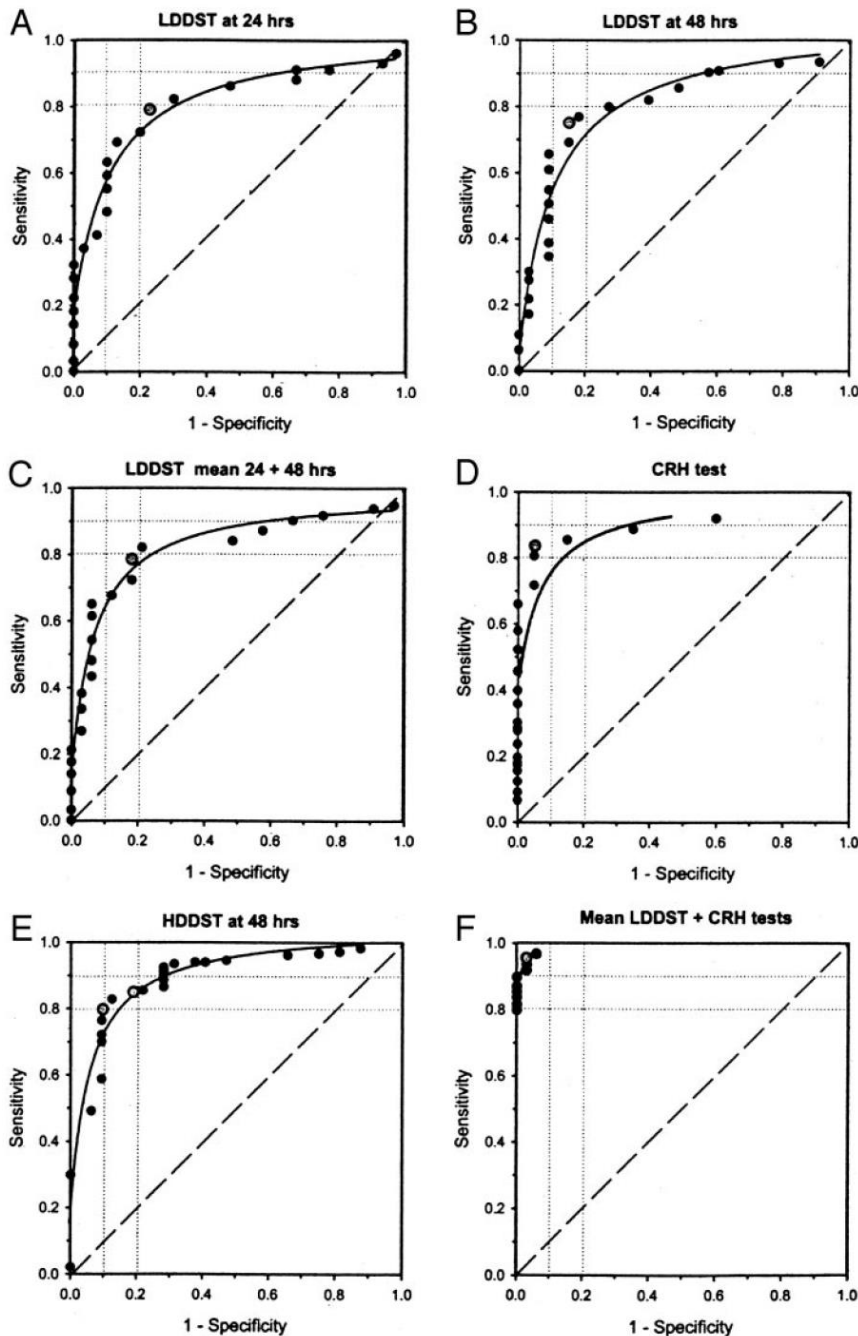 A
LDDST at 24 hrs
1.0
0.8
0.6
0.4
0.2
0.0
Sensitivity
0.0 0.2 0.4 0.6 0.8 1.0
1 - Specificity
B
LDDST at 48 hrs
1.0
0.8
0.6
0.4
0.2
0.0
Sensitivity
0.0 0.2 0.4 0.6 0.8 1.0
1 - Specificity
C
LDDST mean 24 + 48 hrs
1.0
0.8
0.6
0.4
0.2
0.0
Sensitivity
0.0 0.2 0.4 0.6 0.8 1.0
1 - Specificity
D
CRH test
1.0
0.8
0.6
0.4
0.2
0.0
Sensitivity
0.0 0.2 0.4 0.6 0.8 1.0
1 - Specificity
E
HDDST at 48 hrs
1.0
0.8
0.6
0.4
0.2
0.0
Sensitivity
0.0 0.2 0.4 0.6 0.8 1.0
1 - Specificity
F
Mean LDDST + CRH tests
1.0
0.8
0.6
0.4
0.2
0.0
Sensitivity
0.0 0.2 0.4 0.6 0.8 1.0
1 - Specificity